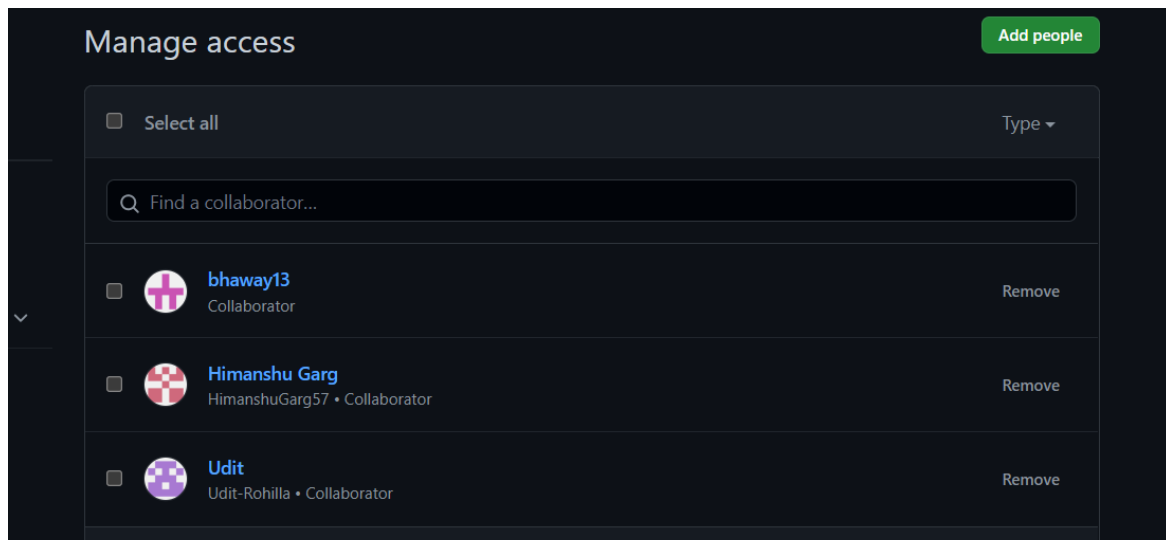 Manage access
Add people
Select all
Type
Find a collaborator...
bhaway13
Collaborator
Remove
Himanshu Garg
HimanshuGarg57 • Collaborator
Remove
Udit
Udit-Rohilla • Collaborator
Remove